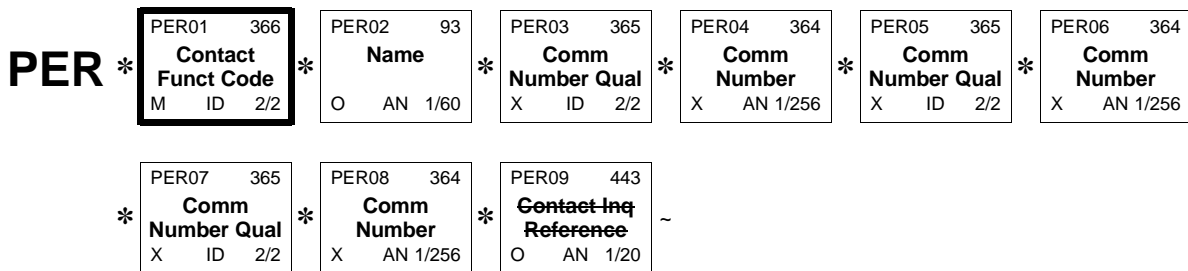 PER * PER01 366 * PER02 93 * PER03 365 * PER04 364 * PER05 365 * PER06 364
Contact Name Comm Comm Comm Comm
Funct Code Number Qual Number Number Qual Number
M ID 2/2 O AN 1/60 X ID 2/2 X AN 1/256 X ID 2/2 X AN 1/256
* PER07 365 * PER08 364 * PER09 443 ~
Comm Comm Contact Inq
Number Qual Number Reference
X ID 2/2 X AN 1/256 O AN 1/20